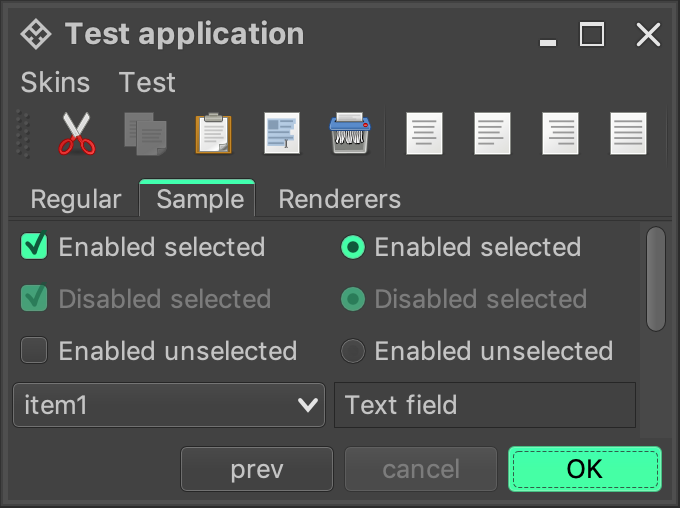 Test application
Skins Test
Regular Sample Renderers
Enabled selected Enabled selected
Disabled selected Disabled selected
Enabled unselected Enabled unselected
item1 Text field
prev cancel OK